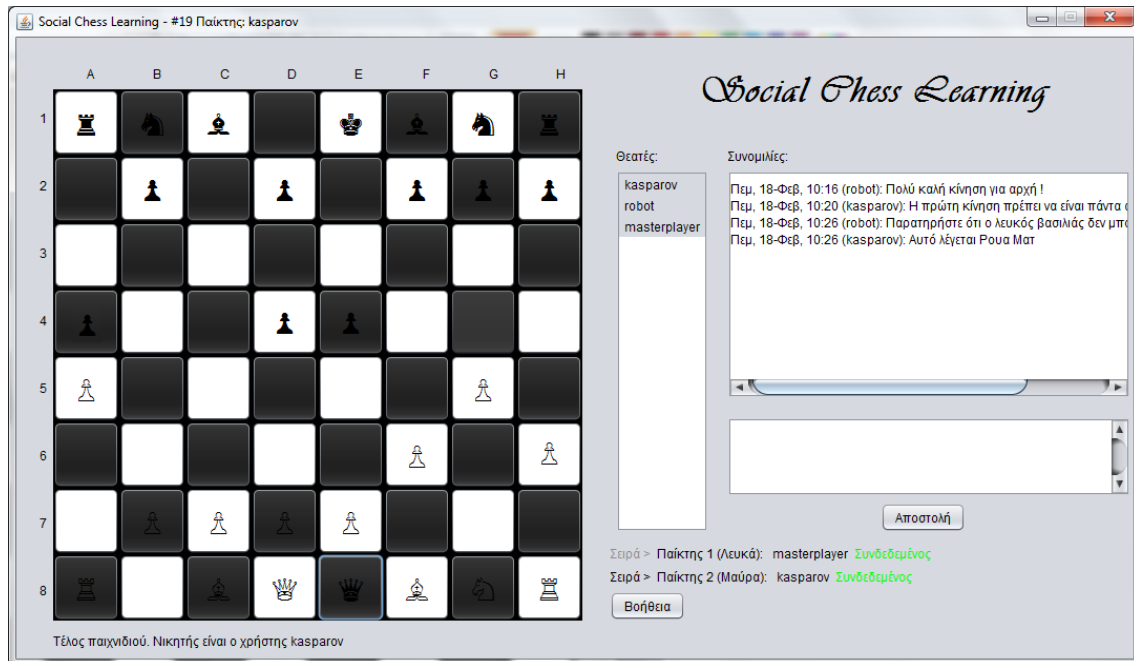 Social Chess Learning - #19 Παίκτης: kasparov
A B C D E F G H
1
2
3
4
5
6
7
8
Social Chess Learning
Θεατές:
kasparov
robot
masterplayer
Συνομιλίες:
Πεμ, 18-Φεβ, 10:16 (robot): Πολύ καλή κίνηση για αρχή !
Πεμ, 18-Φεβ, 10:20 (kasparov): Η πρώτη κίνηση πρέπει να είναι πάντα
Πεμ, 18-Φεβ, 10:26 (robot): Παρατηρήστε ότι ο λευκός βασιλιάς δεν
Πεμ, 18-Φεβ, 10:26 (kasparov): Αυτό λέγεται Ρουα Ματ
Αποστολή
Σειρά > Παίκτης 1 (Λευκά): masterplayer Συνδεδεμένος
Σειρά > Παίκτης 2 (Μαύρα): kasparov Συνδεδεμένος
Βοήθεια
Τέλος παιχνιδιού. Νικητής είναι ο χρήστης kasparov